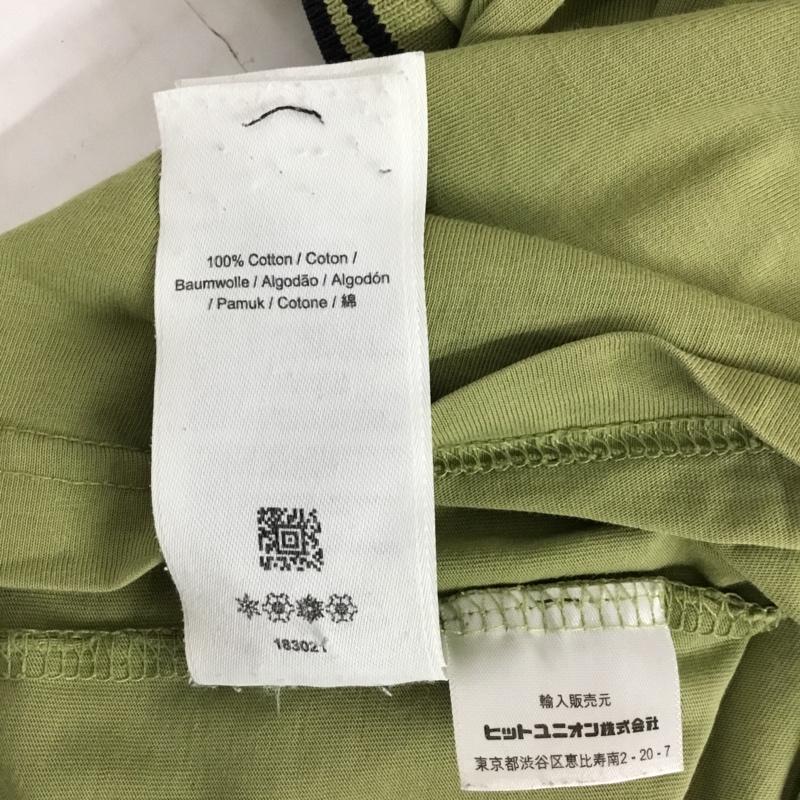 100% Cotton / Coton /
Baumwolle / Algodão / Algodón
/ Pamuk / Cotone / 綿
183021
輸入販売元
ヒットユニオン株式会社
東京都渋谷区恵比寿南2-20-7